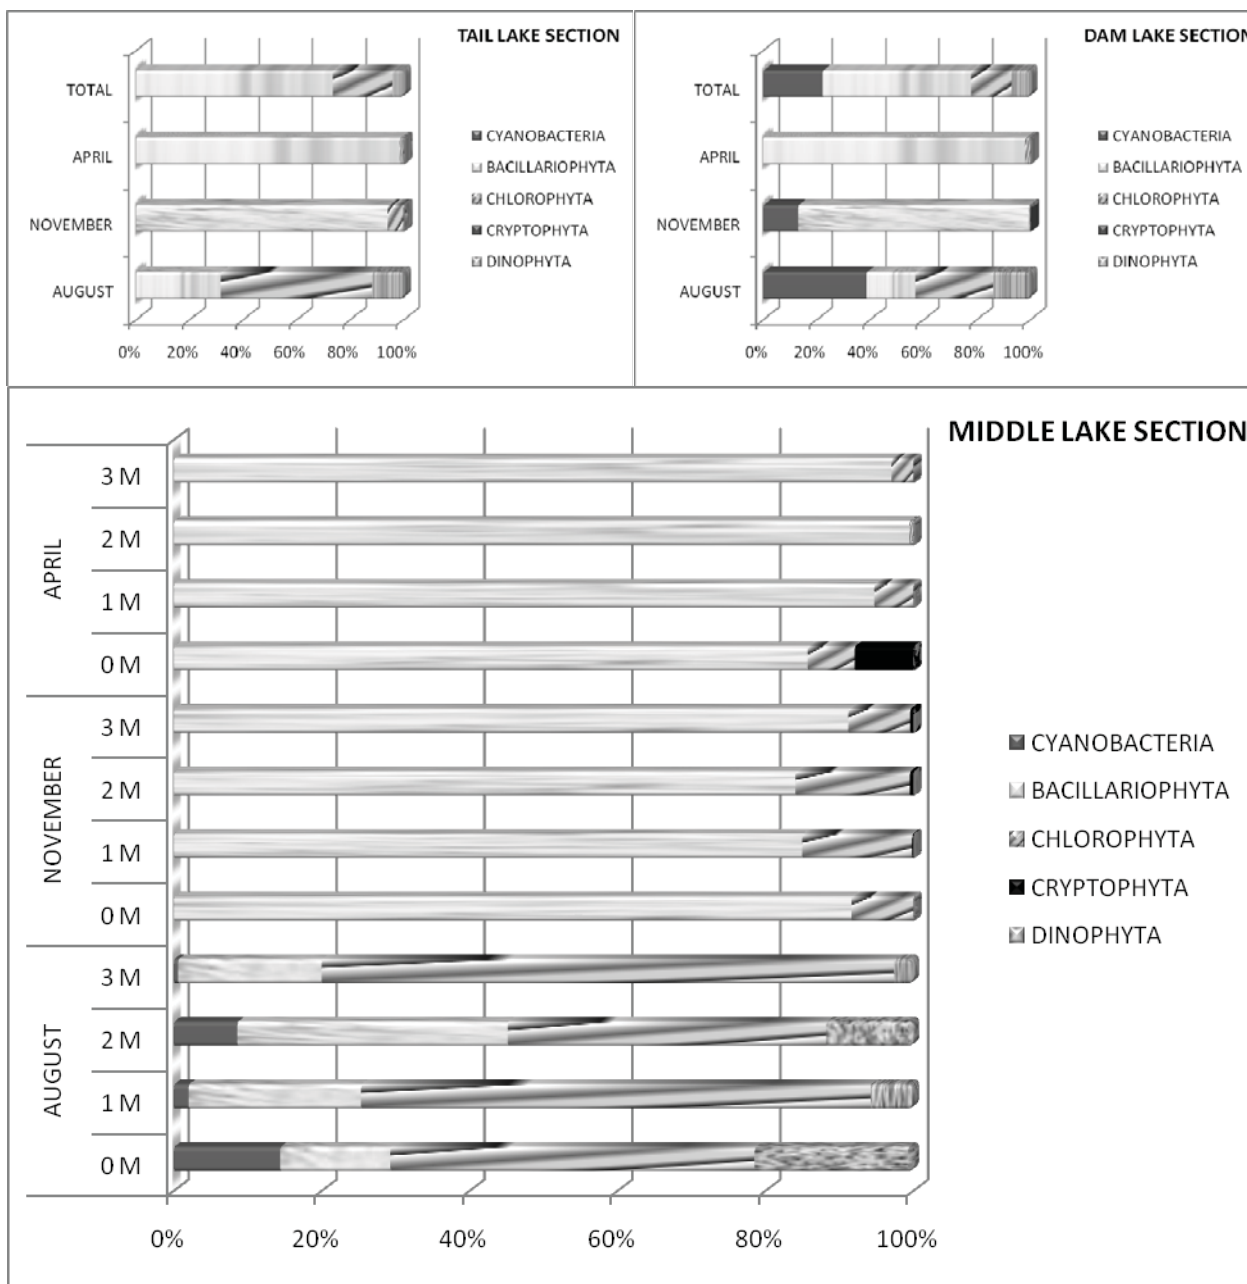 TAIL LAKE SECTION
TOTAL
APRIL
NOVEMBER
AUGUST
0% 20% 40% 60% 80% 100%
CYANOBACTERIA
BACILLARIOPHYTA
CHLOROPHYTA
CRYPTOPHYTA
DINOPHYTA
DAM LAKE SECTION
TOTAL
APRIL
NOVEMBER
AUGUST
0% 20% 40% 60% 80% 100%
CYANOBACTERIA
BACILLARIOPHYTA
CHLOROPHYTA
CRYPTOPHYTA
DINOPHYTA
MIDDLE LAKE SECTION
APRIL
3 M
2 M
1 M
0 M
NOVEMBER
3 M
2 M
1 M
0 M
AUGUST
3 M
2 M
1 M
0 M
0% 20% 40% 60% 80% 100%
CYANOBACTERIA
BACILLARIOPHYTA
CHLOROPHYTA
CRYPTOPHYTA
DINOPHYTA